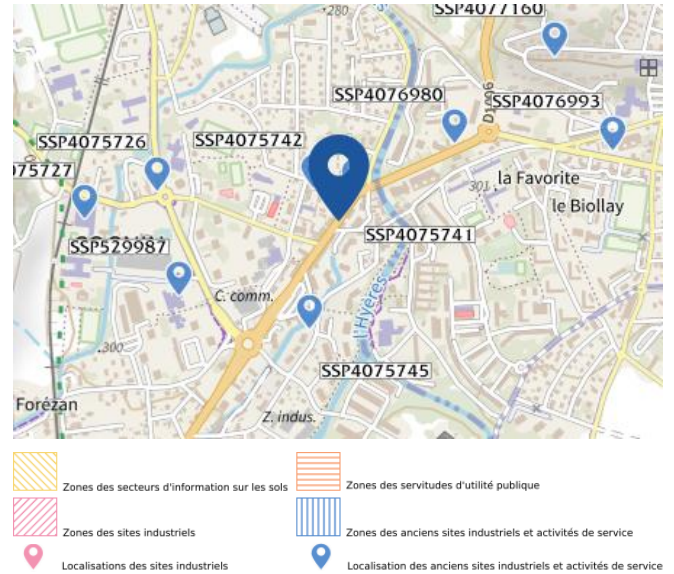 SSP4077160
280
SSP4076980
D1006
SSP4076993
SSP4075726
SSP4075742
075727
la Favorite
301
le Biollay
SSP529987
SSP4075741
C. comm.
l'Hyères
300
SSP4075745
Forézan
Z. indus.
Zones des secteurs d'information sur les sols
Zones des servitudes d'utilité publique
Zones des sites industriels
Zones des anciens sites industriels et activités de service
Localisations des sites industriels
Localisation des anciens sites industriels et activités de service